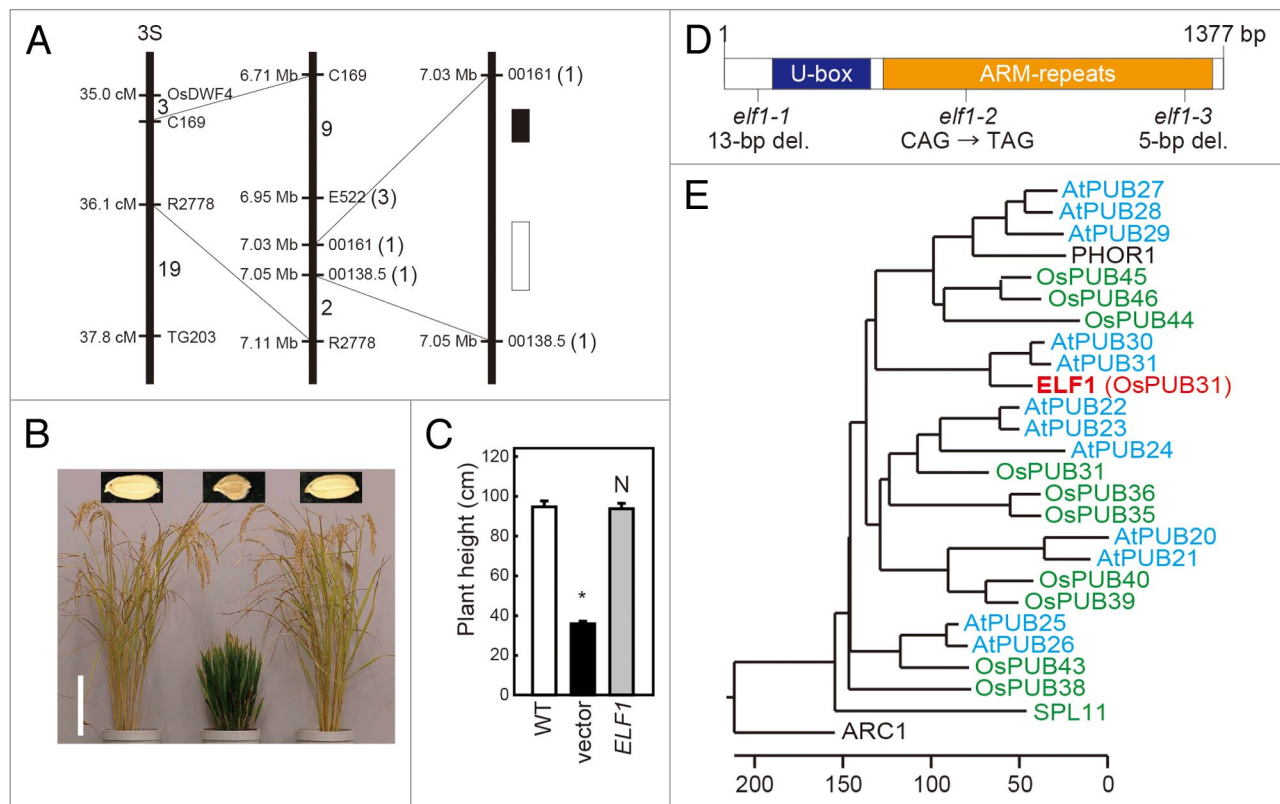 A
3S
35.0 cM OsDWF4
3
C169
36.1 cM R2778
19
37.8 cM TG203
6.71 Mb C169
9
6.95 Mb E522 (3)
7.03 Mb 00161 (1)
7.05 Mb 00138.5 (1)
2
7.11 Mb R2778
7.03 Mb 00161 (1)
7.05 Mb 00138.5 (1)
B
C
Plant height (cm)
120
100
80
60
40
20
0
N
*
WT
vector
ELF1
D
1
1377 bp
U-box
ARM-repeats
elf1-1
13-bp del.
elf1-2
CAG → TAG
elf1-3
5-bp del.
E
AtPUB27
AtPUB28
AtPUB29
PHOR1
OsPUB45
OsPUB46
OsPUB44
AtPUB30
AtPUB31
ELF1 (OsPUB31)
AtPUB22
AtPUB23
AtPUB24
OsPUB31
OsPUB36
OsPUB35
AtPUB20
AtPUB21
OsPUB40
OsPUB39
AtPUB25
AtPUB26
OsPUB43
OsPUB38
SPL11
ARC1
200 150 100 50 0